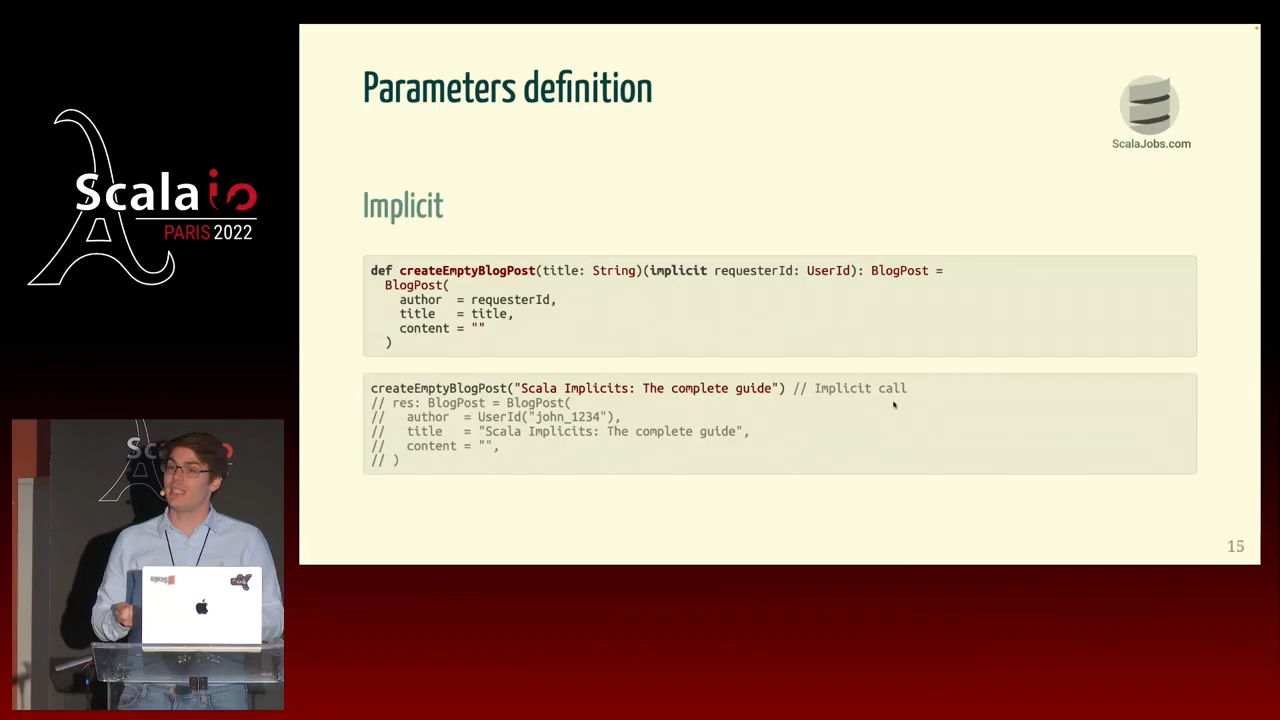 Parameters definition
ScalaJobs.com
Scala io
PARIS 2022
Implicit
def createEmptyBlogPost(title: String)(implicit requesterId: UserId): BlogPost =
  BlogPost(
    author  = requesterId,
    title   = title,
    content = ""
  )
createEmptyBlogPost("Scala Implicits: The complete guide") // Implicit call
// res: BlogPost = BlogPost(
//   author  = UserId("john_1234"),
//   title   = "Scala Implicits: The complete guide",
//   content = "",
// )
15